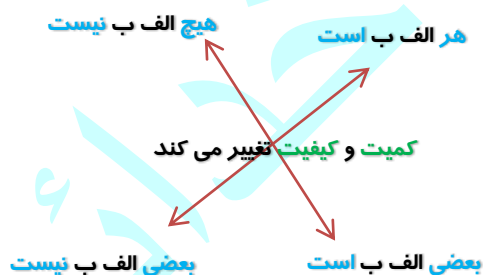 هر الف ب است
هیچ الف ب نیست
کمیت و کیفیت تغییر می کند
بعضی الف ب است
بعضی الف ب نیست